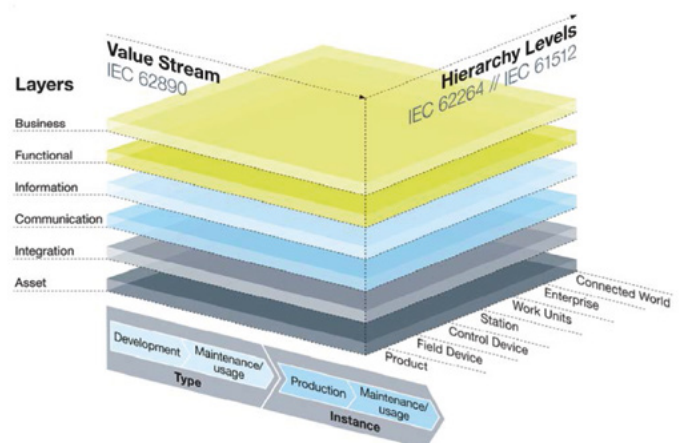 Value Stream
IEC 62890
Hierarchy Levels
IEC 62264 // IEC 61512
Layers
Business
Functional
Information
Communication
Integration
Asset
Connected World
Enterprise
Work Units
Station
Control Device
Field Device
Product
Development
Maintenance/
usage
Type
Production
Maintenance/
usage
Instance